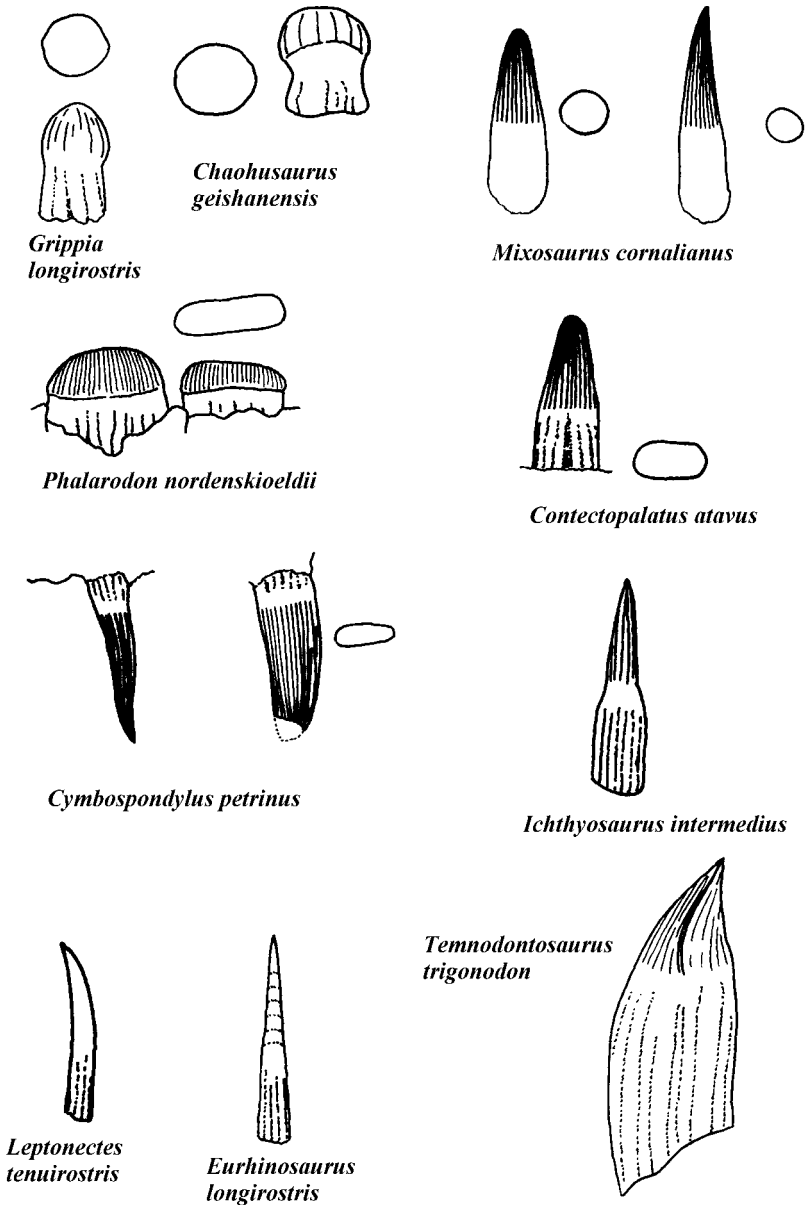 Chaohusaurus
geishanensis
Grippia
longirostris
Mixosaurus cornalianus
Phalarodon nordenskioeldii
Contectopalatus atavus
Cymbospondylus petrinus
Ichthyosaurus intermedius
Temnodontosaurus
trigonodon
Leptonectes
tenuirostris
Eurhinosaurus
longirostris